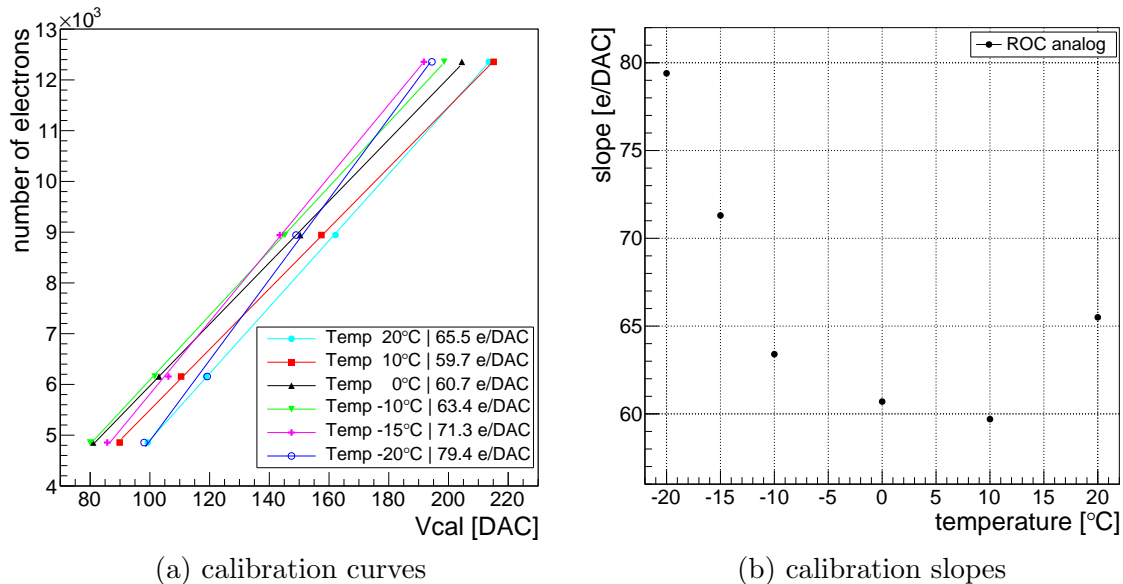 ×10³
number of electrons
13
12
11
10
9
8
7
6
5
4
Temp 20°C | 65.5 e/DAC
Temp 10°C | 59.7 e/DAC
Temp 0°C | 60.7 e/DAC
Temp -10°C | 63.4 e/DAC
Temp -15°C | 71.3 e/DAC
Temp -20°C | 79.4 e/DAC
80 100 120 140 160 180 200 220
Vcal [DAC]
(a) calibration curves
slope [e/DAC]
ROC analog
80
75
70
65
60
-20 -15 -10 -5 0 5 10 15 20
temperature [°C]
(b) calibration slopes